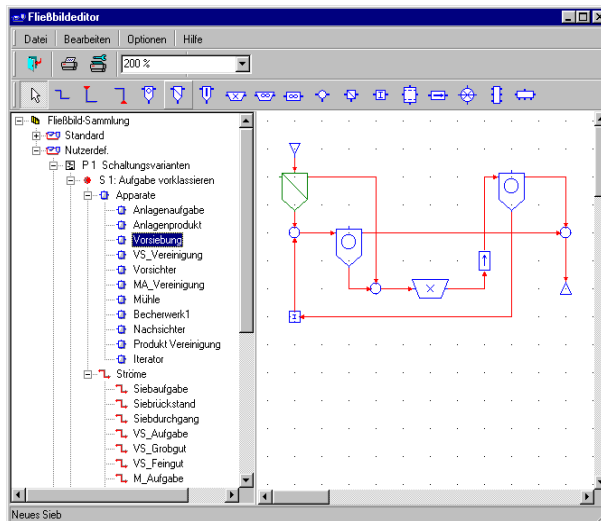 Fließbildeditor
Datei Bearbeiten Optionen Hilfe
200 %
Fließbild-Sammlung
Standard
Nutzerdef.
P 1 Schaltungsvarianten
S 1: Aufgabe vorklassieren
Apparate
Anlagenaufgabe
Anlagenprodukt
Vorsiebung
VS_Vereinigung
Vorsichter
MA_Vereinigung
Mühle
Becherwerk1
Nachsichter
Produkt Vereinigung
Iterator
Ströme
Siebaufgabe
Siebrückstand
Siebdurchgang
VS_Aufgabe
VS_Grobgut
VS_Feingut
M_Aufgabe
Neues Sieb